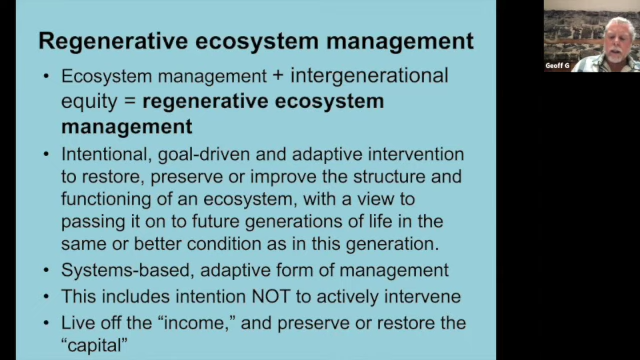 Regenerative ecosystem management
• Ecosystem management + intergenerational
equity = regenerative ecosystem
management
• Intentional, goal-driven and adaptive intervention
to restore, preserve or improve the structure and
functioning of an ecosystem, with a view to
passing it on to future generations of life in the
same or better condition as in this generation.
• Systems-based, adaptive form of management
• This includes intention NOT to actively intervene
• Live off the “income,” and preserve or restore the
“capital”
Geoff G